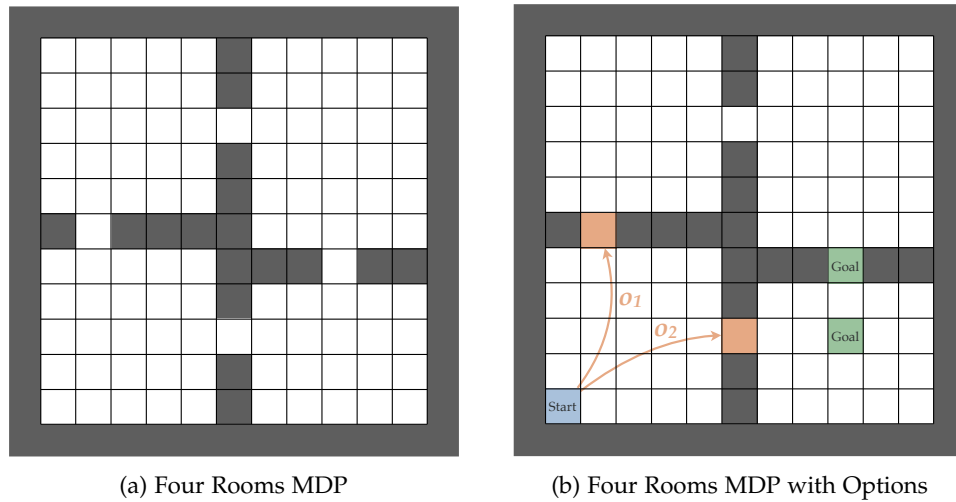 Goal
o1
o2
Goal
Start
(a) Four Rooms MDP
(b) Four Rooms MDP with Options